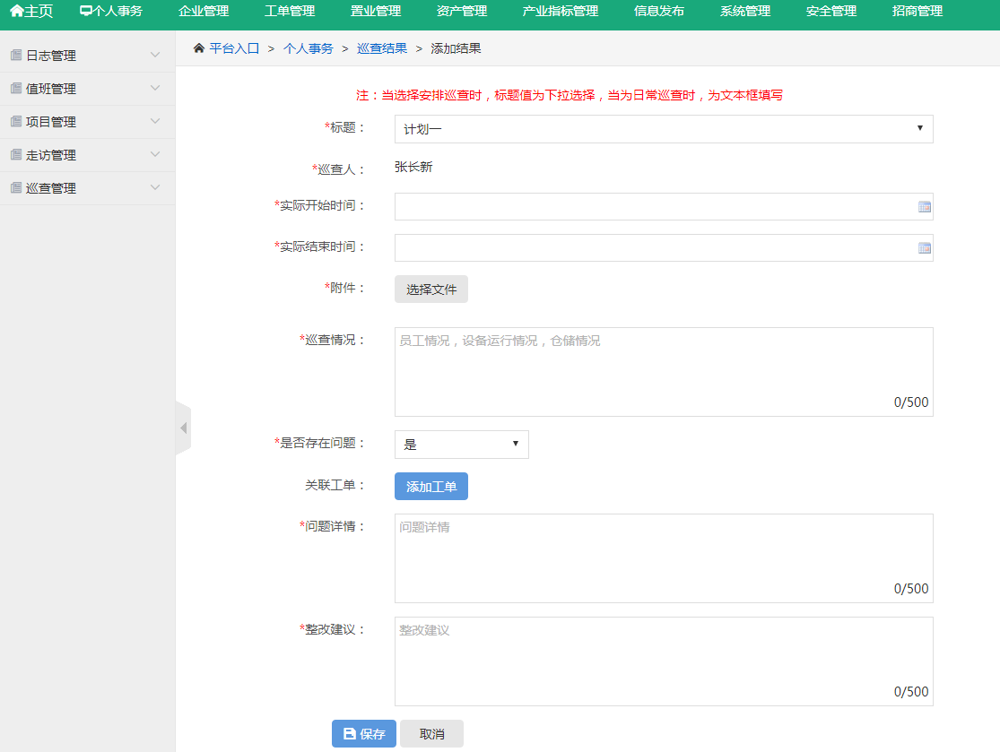 主页 个人事务 企业管理 工单管理 置业管理 资产管理 产业指标管理 信息发布 系统管理 安全管理 招商管理
日志管理
值班管理
项目管理
走访管理
巡查管理
平台入口 > 个人事务 > 巡查结果 > 添加结果
注：当选择安排巡查时，标题值为下拉选择，当为日常巡查时，为文本框填写
*标题： 计划一
*巡查人： 张长新
*实际开始时间：
*实际结束时间：
*附件： 选择文件
*巡查情况： 员工情况，设备运行情况，仓储情况
0/500
*是否存在问题： 是
关联工单： 添加工单
*问题详情： 问题详情
0/500
*整改建议： 整改建议
0/500
保存 取消